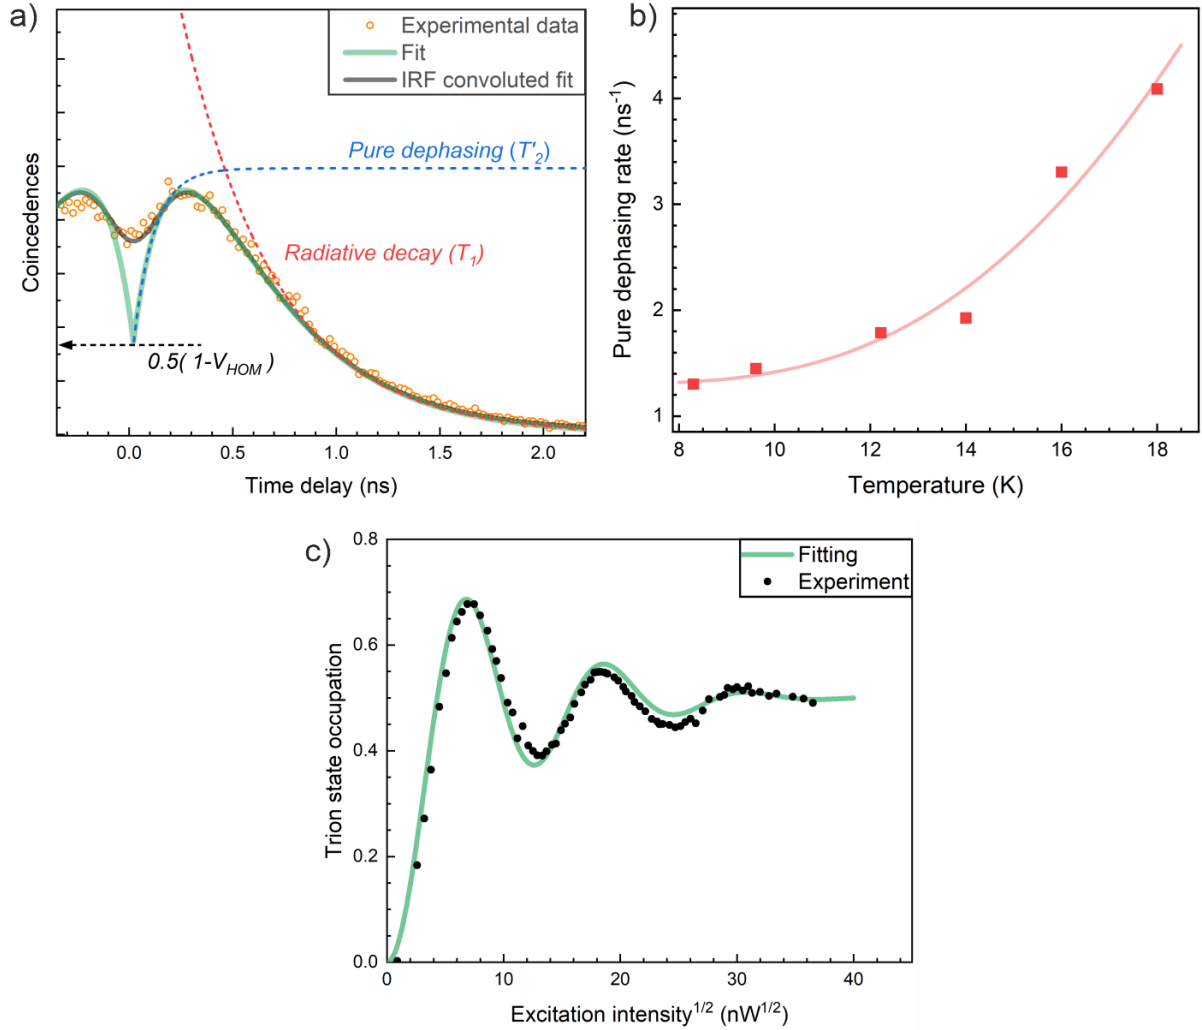 a)
Experimental data
Fit
IRF convoluted fit
Pure dephasing (T'2)
Radiative decay (T1)
0.5( 1-VHOM )
Coincedences
0.0 0.5 1.0 1.5 2.0
Time delay (ns)
b)
4
3
2
1
Pure dephasing rate (ns-1)
8 10 12 14 16 18
Temperature (K)
c)
Fitting
Experiment
0.8
0.6
0.4
0.2
0.0
Trion state occupation
0 10 20 30 40
Excitation intensity1/2 (nW1/2)